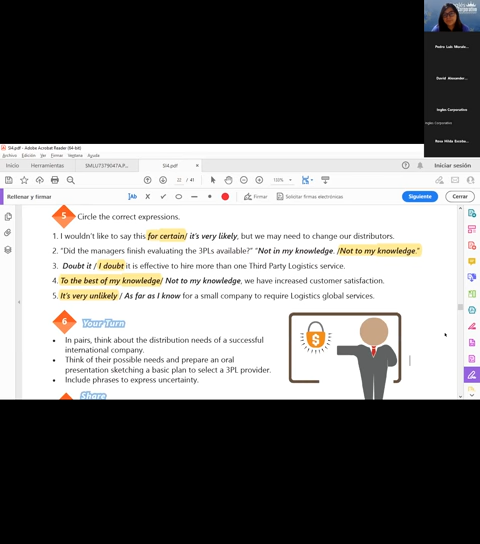 Pedro Luis Morale...
David Alexander...
Ingles Corporativo
Ingles Corporativo
Rosa Hilda Escoba...
SI4.pdf - Adobe Acrobat Reader (64-bit)
Archivo Edición Ver Firmar Ventana Ayuda
Inicio Herramientas SMLU7379047A,P... SI4.pdf × Iniciar sesión
22 / 41 150%
Rellenar y firmar Ab Firmar Solicitar firmas electrónicas Siguiente Cerrar
5 Circle the correct expressions.
1. I wouldn't like to say this for certain/ it's very likely, but we may need to change our distributors.
2. "Did the managers finish evaluating the 3PLs available?" "Not in my knowledge. /Not to my knowledge."
3. Doubt it / I doubt it is effective to hire more than one Third Party Logistics service.
4. To the best of my knowledge/ Not to my knowledge, we have increased customer satisfaction.
5. It's very unlikely / As far as I know for a small company to require Logistics global services.
6 Your Turn
• In pairs, think about the distribution needs of a successful
international company.
• Think of their possible needs and prepare an oral
presentation sketching a basic plan to select a 3PL provider.
• Include phrases to express uncertainty.
$
Share